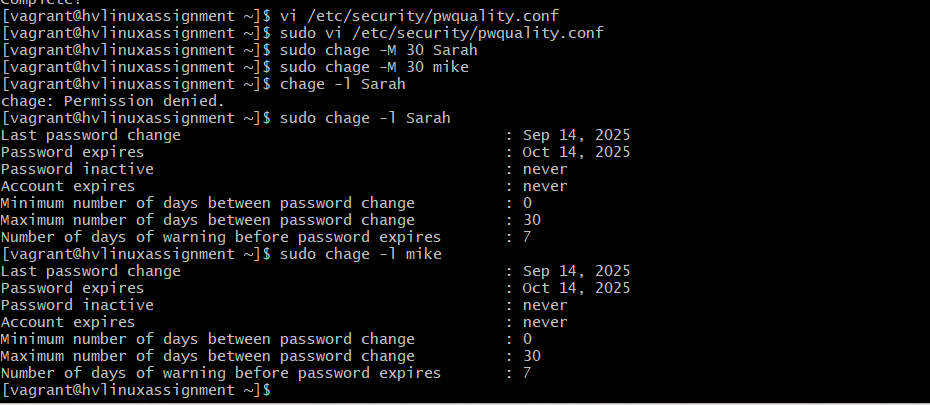 Complete!
[vagrant@hvlinuxassignment ~]$ vi /etc/security/pwquality.conf
[vagrant@hvlinuxassignment ~]$ sudo vi /etc/security/pwquality.conf
[vagrant@hvlinuxassignment ~]$ sudo chage -M 30 Sarah
[vagrant@hvlinuxassignment ~]$ sudo chage -M 30 mike
[vagrant@hvlinuxassignment ~]$ chage -l Sarah
chage: Permission denied.
[vagrant@hvlinuxassignment ~]$ sudo chage -l Sarah
Last password change : Sep 14, 2025
Password expires : Oct 14, 2025
Password inactive : never
Account expires : never
Minimum number of days between password change : 0
Maximum number of days between password change : 30
Number of days of warning before password expires : 7
[vagrant@hvlinuxassignment ~]$ sudo chage -l mike
Last password change : Sep 14, 2025
Password expires : Oct 14, 2025
Password inactive : never
Account expires : never
Minimum number of days between password change : 0
Maximum number of days between password change : 30
Number of days of warning before password expires : 7
[vagrant@hvlinuxassignment ~]$